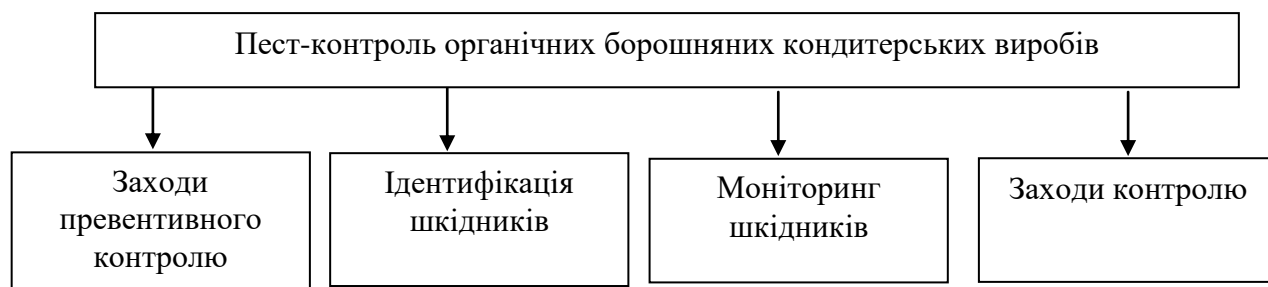 Пест-контроль органічних борошняних кондитерських виробів
Заходи
превентивного
контролю
Ідентифікація
шкідників
Моніторинг
шкідників
Заходи контролю